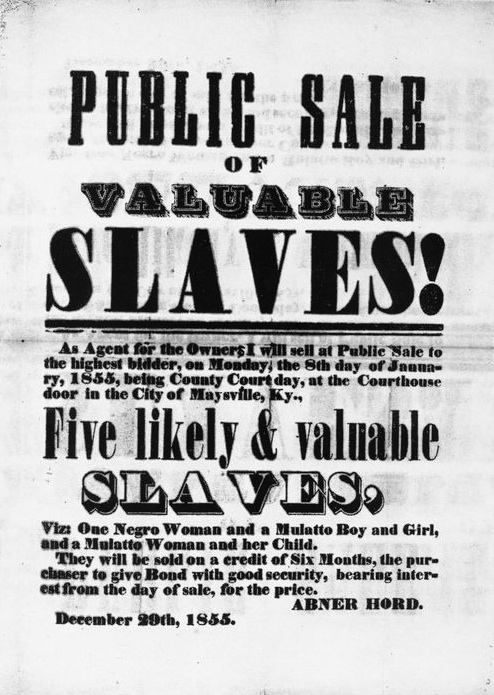 PUBLIC SALE
OF
VALUABLE
SLAVES!
As Agent for the Owner, I will sell at Public Sale to
the highest bidder, on Monday, the 8th day of Janua-
ry, 1855, being County Court day, at the Courthouse
door in the City of Maysville, Ky.,
Five likely & valuable
SLAVES,
Viz: One Negro Woman and a Mulatto Boy and Girl,
and a Mulatto Woman and her Child.
They will be sold on a credit of Six Months, the pur-
chaser to give Bond with good security, bearing inter-
est from the day of sale, for the price.
ABNER HORD.
December 29th, 1855.